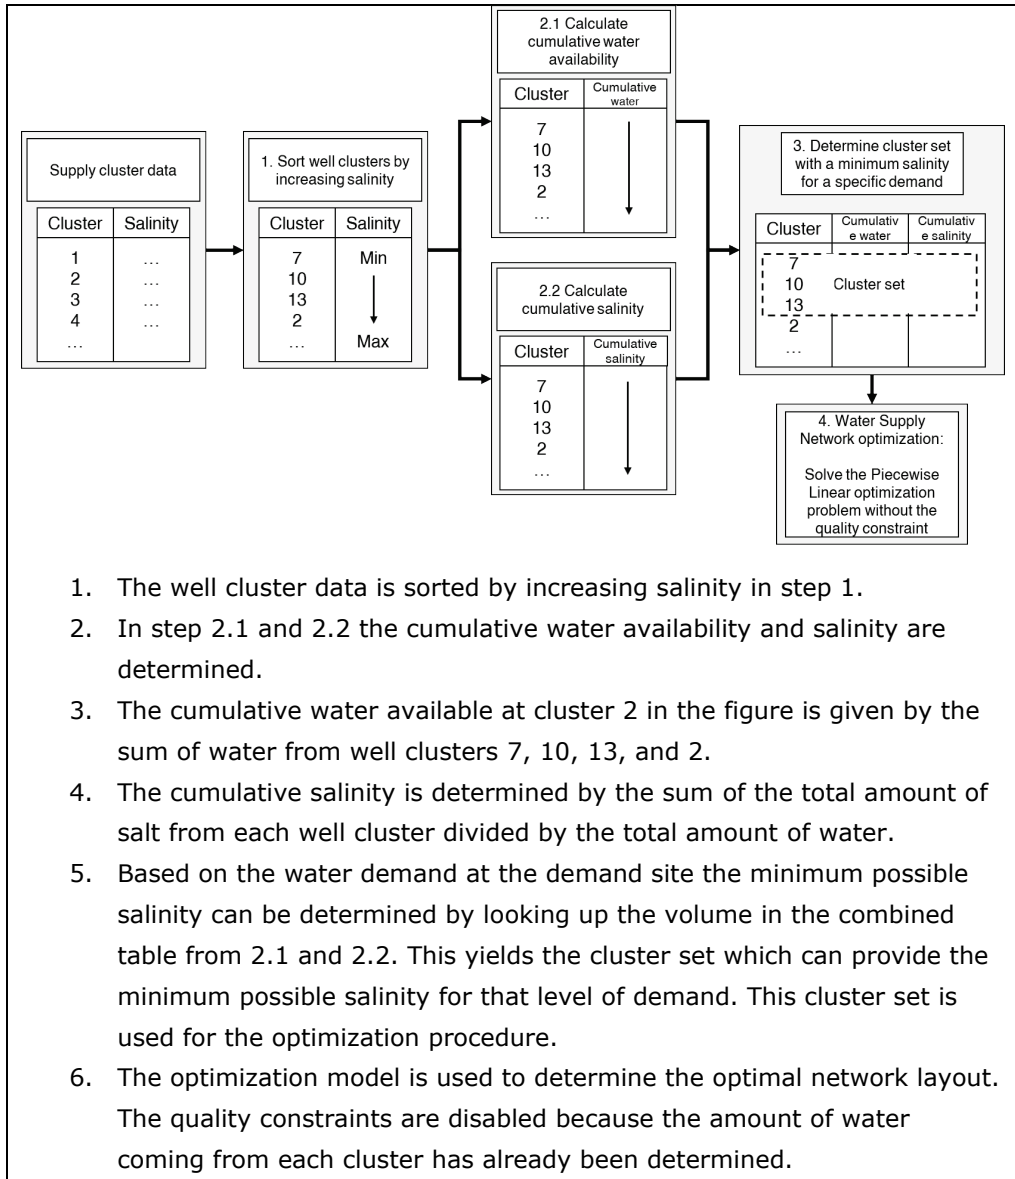 Supply cluster data
Cluster Salinity
1 …
2 …
3 …
4 …
…
1. Sort well clusters by
increasing salinity
Cluster Salinity
7 Min
10
13
2
… Max
2.1 Calculate
cumulative water
availability
Cluster Cumulative
water
7
10
13
2
…
2.2 Calculate
cumulative salinity
Cluster Cumulative
salinity
7
10
13
2
…
3. Determine cluster set
with a minimum salinity
for a specific demand
Cluster Cumulativ
e water Cumulativ
e salinity
7
10 Cluster set
13
2
…
4. Water Supply
Network optimization:
Solve the Piecewise
Linear optimization
problem without the
quality constraint
1. The well cluster data is sorted by increasing salinity in step 1.
2. In step 2.1 and 2.2 the cumulative water availability and salinity are
determined.
3. The cumulative water available at cluster 2 in the figure is given by the
sum of water from well clusters 7, 10, 13, and 2.
4. The cumulative salinity is determined by the sum of the total amount of
salt from each well cluster divided by the total amount of water.
5. Based on the water demand at the demand site the minimum possible
salinity can be determined by looking up the volume in the combined
table from 2.1 and 2.2. This yields the cluster set which can provide the
minimum possible salinity for that level of demand. This cluster set is
used for the optimization procedure.
6. The optimization model is used to determine the optimal network layout.
The quality constraints are disabled because the amount of water
coming from each cluster has already been determined.